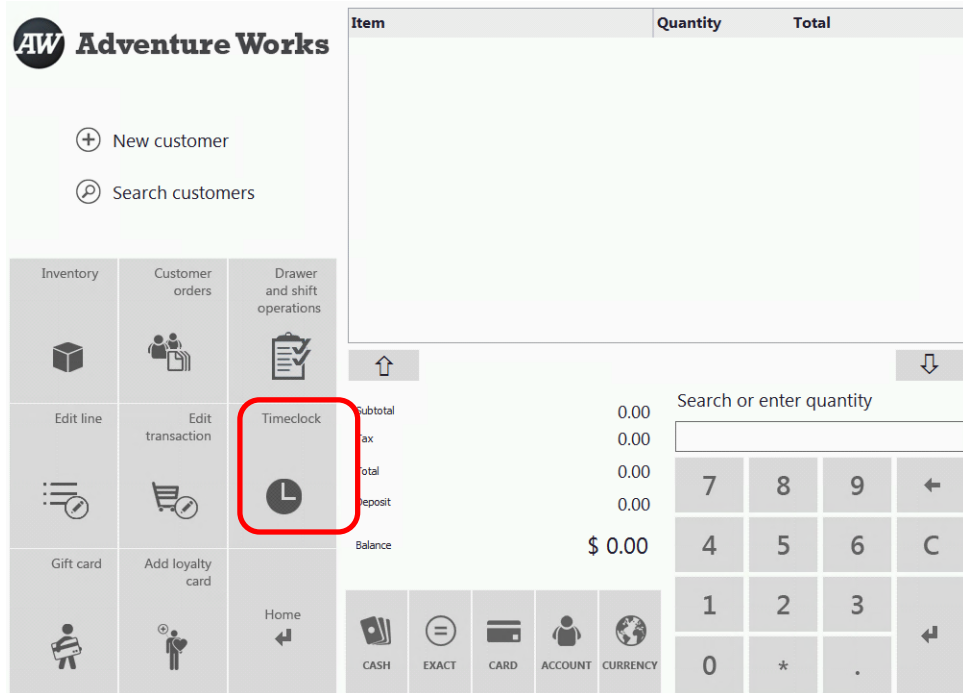 AW Adventure Works
New customer
Search customers
Item Quantity Total
Inventory
Customer
orders
Drawer
and shift
operations
Edit line
Edit
transaction
Timeclock
Gift card
Add loyalty
card
Home
Subtotal 0.00
Tax 0.00
Total 0.00
Deposit 0.00
Balance $ 0.00
CASH EXACT CARD ACCOUNT CURRENCY
Search or enter quantity
7 8 9
4 5 6 C
1 2 3
0 * .